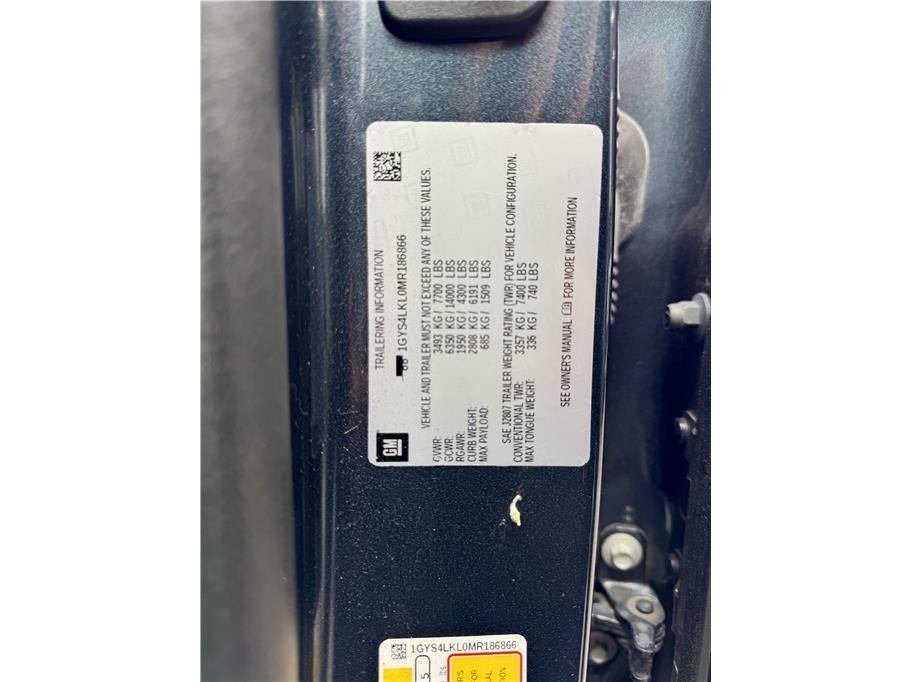 TRAILERING INFORMATION
1GYS4LKL0MR186866
GM
VEHICLE AND TRAILER MUST NOT EXCEED ANY OF THESE VALUES.
GVWR: 3493 KG/ 7700 LBS
GCWR: 6350 KG/ 14000 LBS
RGAWR: 1950 KG/ 4300 LBS
CURB WEIGHT: 2808 KG/ 6191 LBS
MAX PAYLOAD: 685 KG/ 1509 LBS
SAE J2807 TRAILER WEIGHT RATING (TWR) FOR VEHICLE CONFIGURATION.
CONVENTIONAL TWR: 3357 KG/ 7400 LBS
MAX TONGUE WEIGHT: 336 KG/ 740 LBS
SEE OWNER'S MANUAL FOR MORE INFORMATION
1GYS4LKL0MR186866